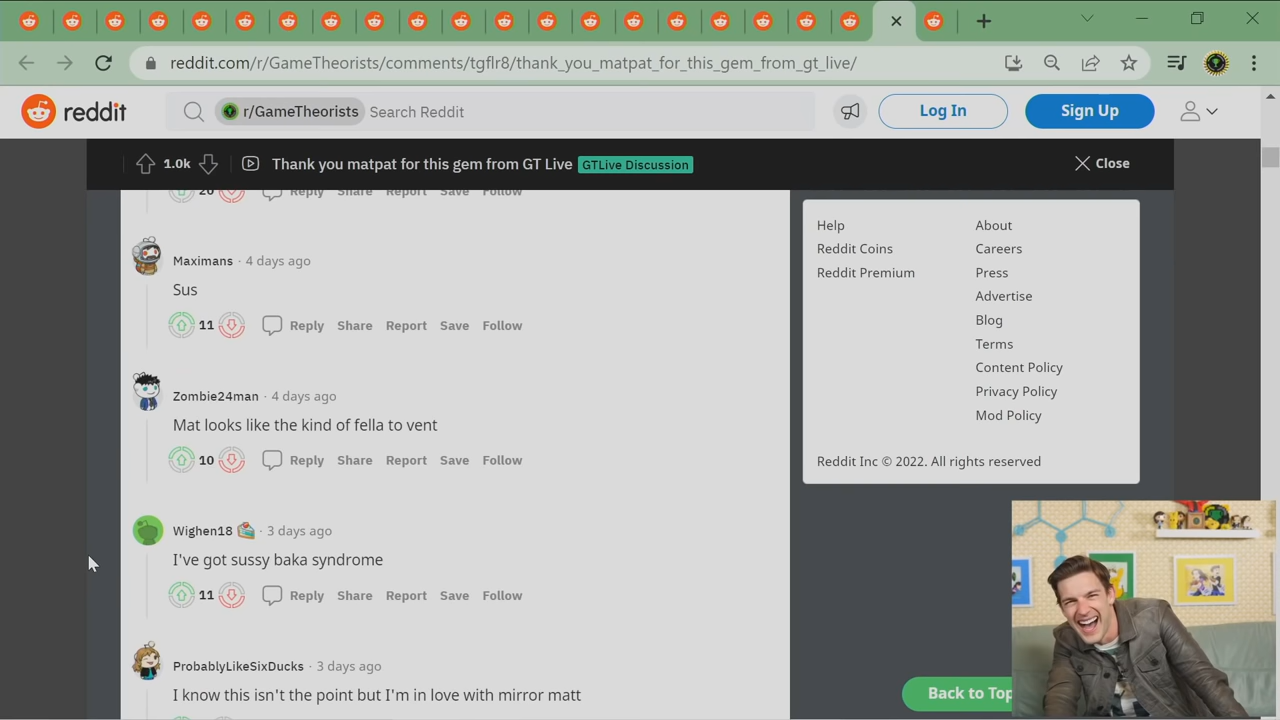 reddit.com/r/GameTheorists/comments/tgflr8/thank_you_matpat_for_this_gem_from_gt_live/
reddit
r/GameTheorists Search Reddit
Log In
Sign Up
1.0k Thank you matpat for this gem from GT Live GTLive Discussion
Close
20 Reply Share Report Save Follow
Maximans · 4 days ago
Sus
11 Reply Share Report Save Follow
Zombie24man · 4 days ago
Mat looks like the kind of fella to vent
10 Reply Share Report Save Follow
Wighen18 · 3 days ago
I've got sussy baka syndrome
11 Reply Share Report Save Follow
ProbablyLikeSixDucks · 3 days ago
I know this isn't the point but I'm in love with mirror matt
Help
Reddit Coins
Reddit Premium
About
Careers
Press
Advertise
Blog
Terms
Content Policy
Privacy Policy
Mod Policy
Reddit Inc © 2022. All rights reserved
Back to Top